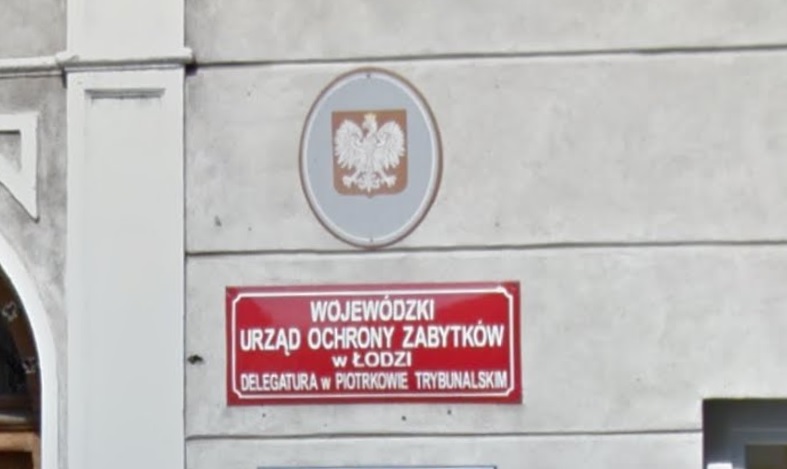 WOJEWÓDZKI
URZĄD OCHRONY ZABYTKÓW
w ŁODZI
DELEGATURA w PIOTRKOWIE TRYBUNALSKIM